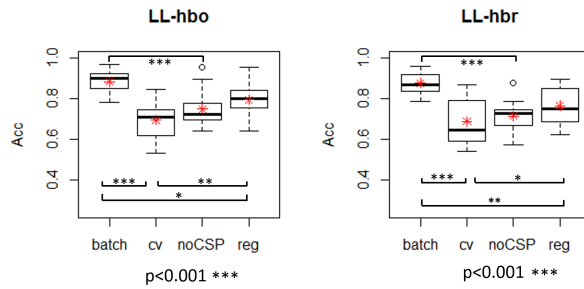 LL-hbo
1.0
0.8
0.6
0.4
Acc
***
***
**
*
batch cv noCSP reg
p<0.001 ***
LL-hbr
1.0
0.8
0.6
0.4
Acc
***
***
*
**
batch cv noCSP reg
p<0.001 ***